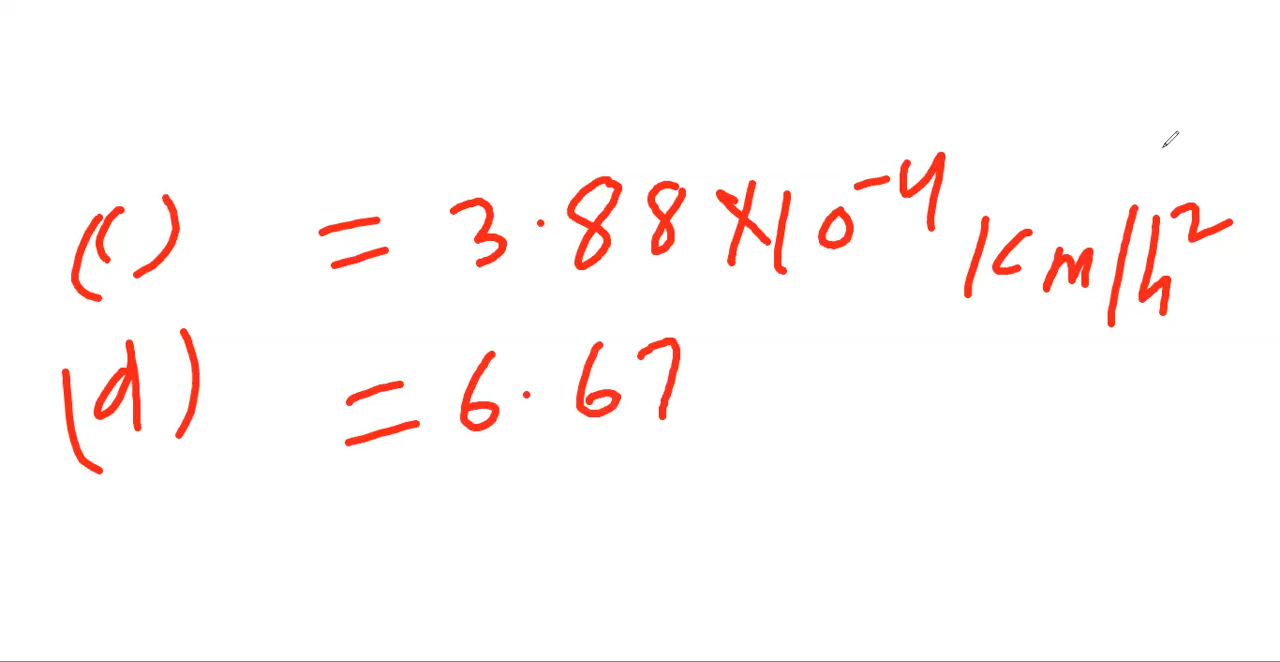 (c) = 3.88 X 10⁻⁴ Km/h²
(d) = 6.67